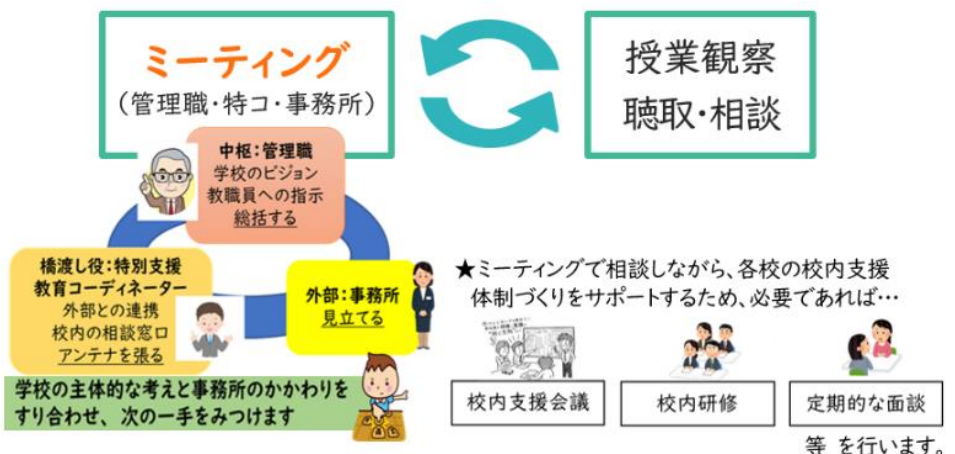 ミーティング
（管理職・特コ・事務所）
授業観察
聴取・相談
中枢：管理職
学校のビジョン
教職員への指示
総括する
橋渡し役：特別支援
教育コーディネーター
外部との連携
校内の相談窓口
アンテナを張る
外部：事務所
見立てる
学校の主体的な考えと事務所のかかわりを
すり合わせ、次の一手をみつけます
★ミーティングで相談しながら、各校の校内支援
体制づくりをサポートするため、必要であれば…
校内支援会議
校内研修
定期的な面談
等 を行います。